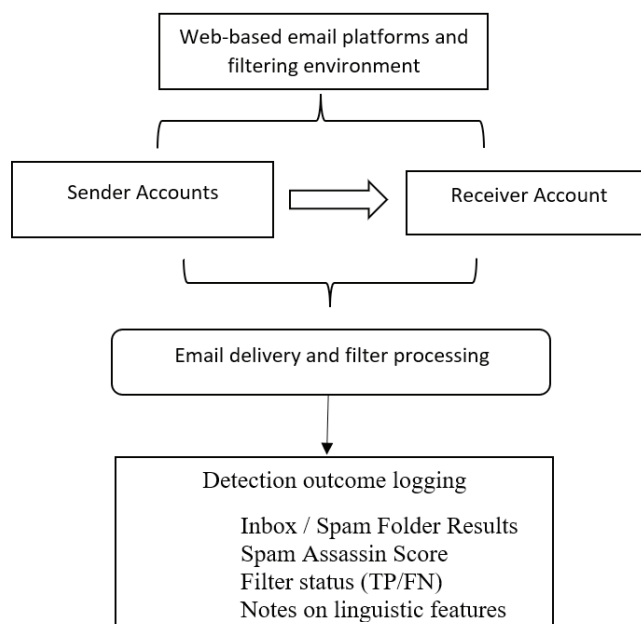 Web-based email platforms and
filtering environment
Sender Accounts
Receiver Account
Email delivery and filter processing
Detection outcome logging
Inbox / Spam Folder Results
Spam Assassin Score
Filter status (TP/FN)
Notes on linguistic features